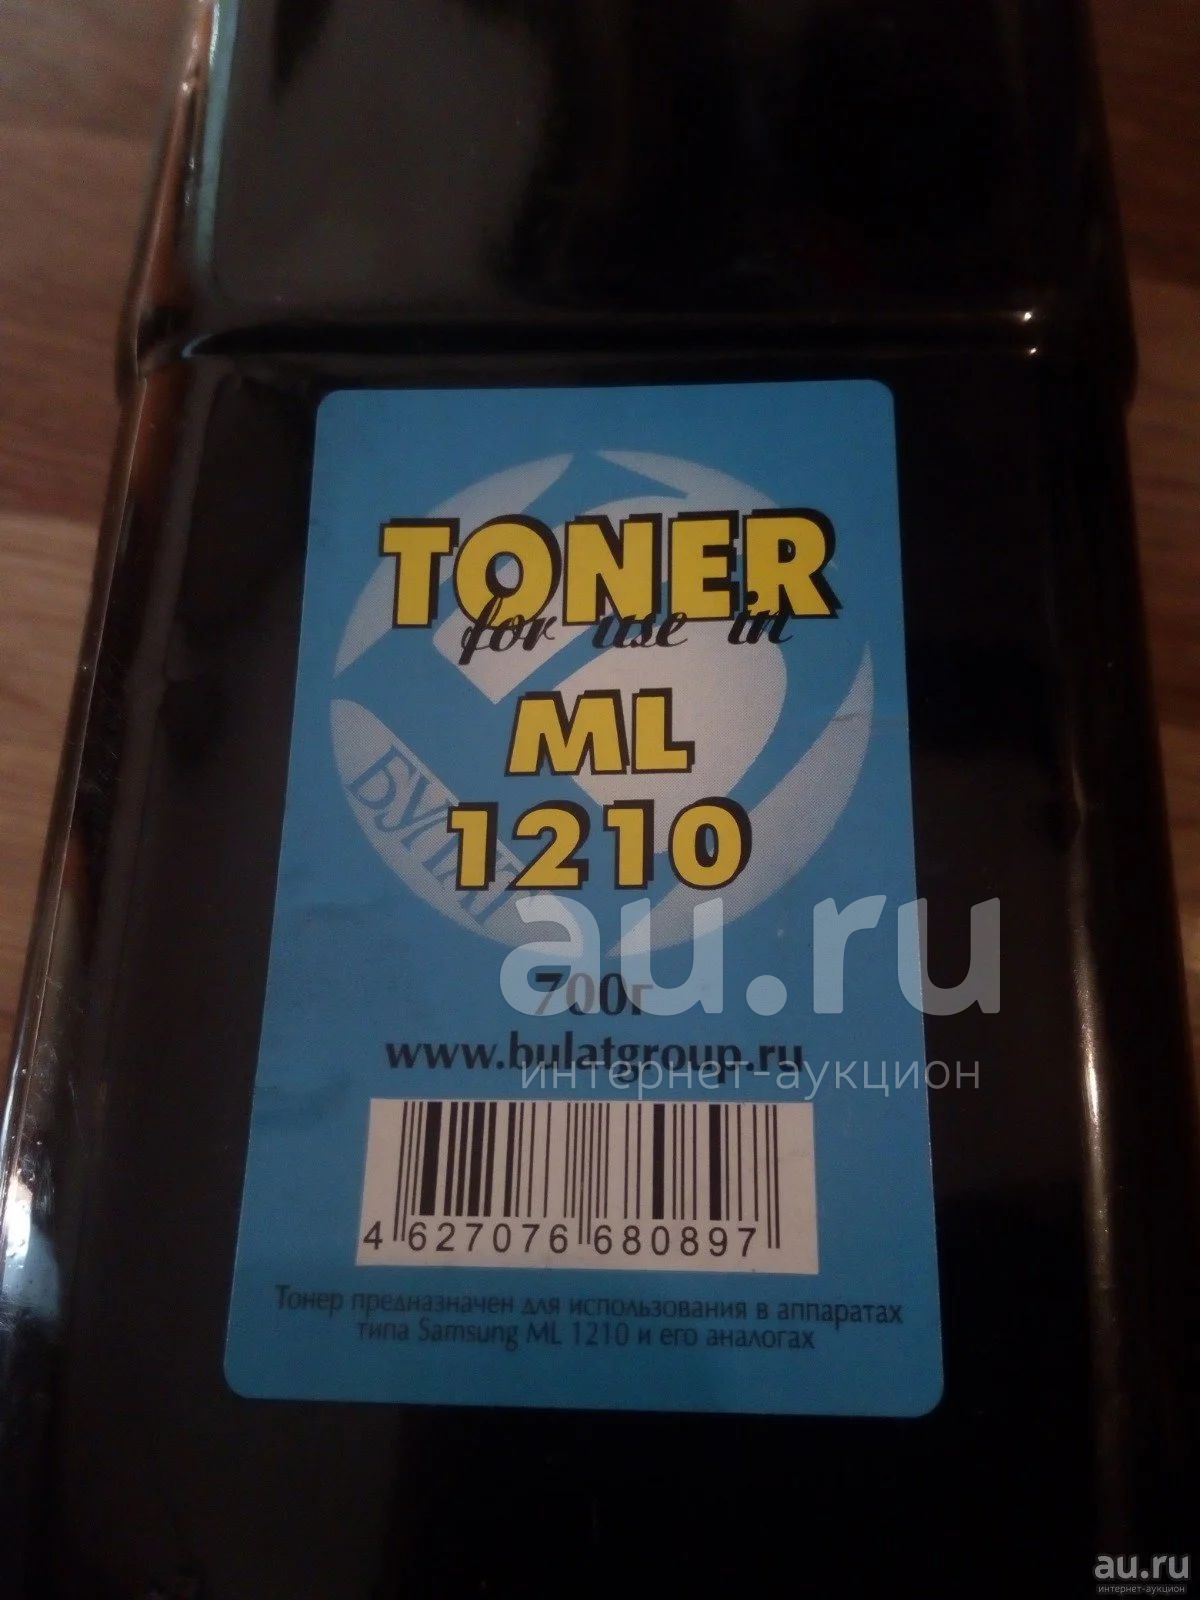 TONER
for use in
ML
1210
БУЛАТ
au.ru
700г
www.bulatgroup.ru
интернет-аукцион
4 627076 680897
Тонер предназначен для использования в аппаратах
типа Samsung ML 1210 и его аналогах
au.ru
интернет-аукцион